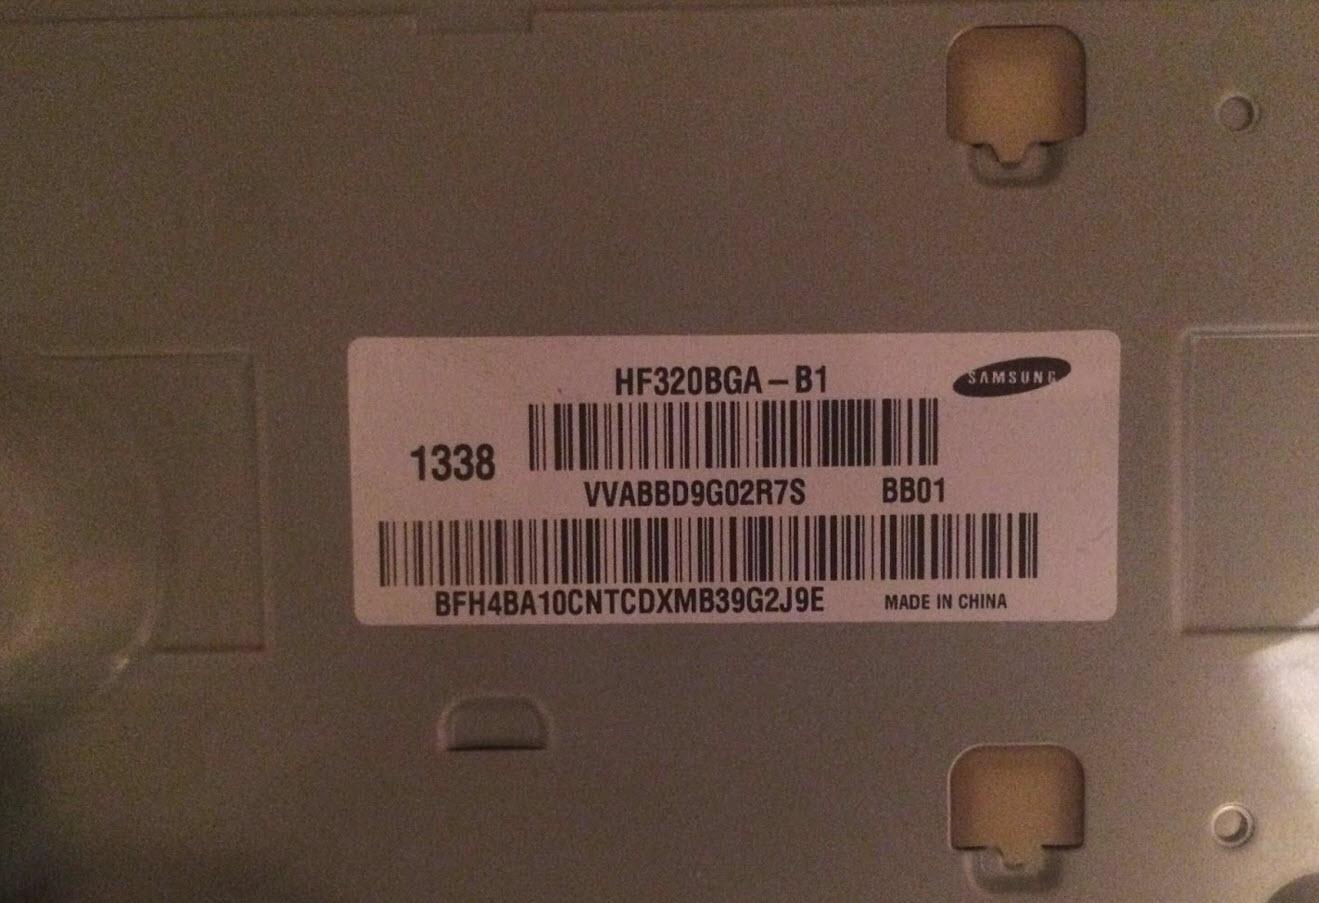 HF320BGA – B1
SAMSUNG
1338
VVABBD9G02R7S BB01
BFH4BA10CNTCDXMB39G2J9E MADE IN CHINA